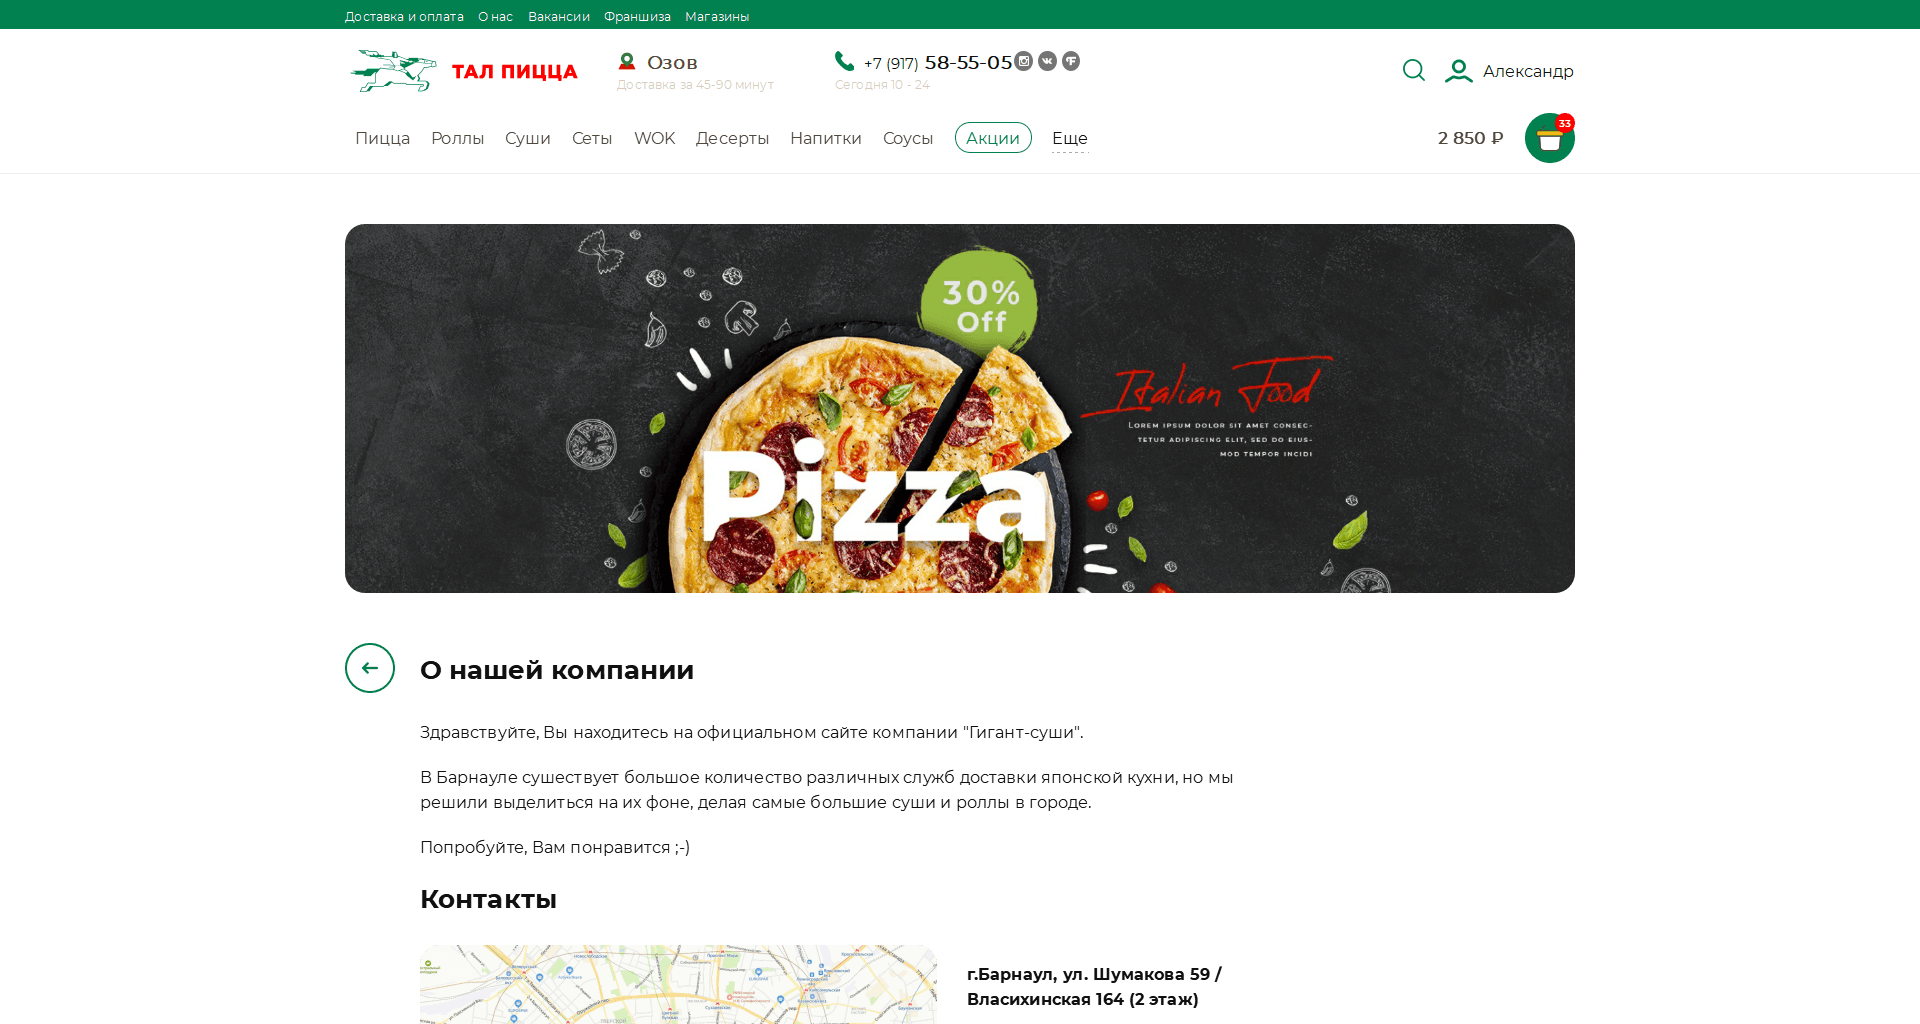 Доставка и оплата О нас Вакансии Франшиза Магазины
ТАЛ ПИЦЦА
Озов
Доставка за 45-90 минут
+7 (917) 58-55-05
Сегодня 10 - 24
Александр
Пицца Роллы Суши Сеты WOK Десерты Напитки Соусы Акции Еще
2 850 ₽
33
30%
Off
Italian Food
Lorem ipsum dolor sit amet consec-
tetur adipiscing elit, sed do eius-
mod tempor incidi
Pizza
О нашей компании
Здравствуйте, Вы находитесь на официальном сайте компании "Гигант-суши".
В Барнауле сушествует большое количество различных служб доставки японской кухни, но мы
решили выделиться на их фоне, делая самые большие суши и роллы в городе.
Попробуйте, Вам понравится ;-)
Контакты
г.Барнаул, ул. Шумакова 59 /
Власихинская 164 (2 этаж)